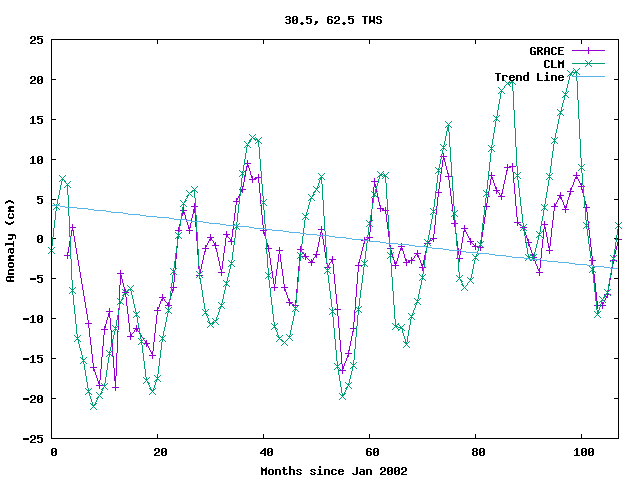 30.5, 62.5 TWS
GRACE
CLM
Trend Line
25
20
15
10
5
0
-5
-10
-15
-20
-25
Anomaly (cm)
0 20 40 60 80 100
Months since Jan 2002